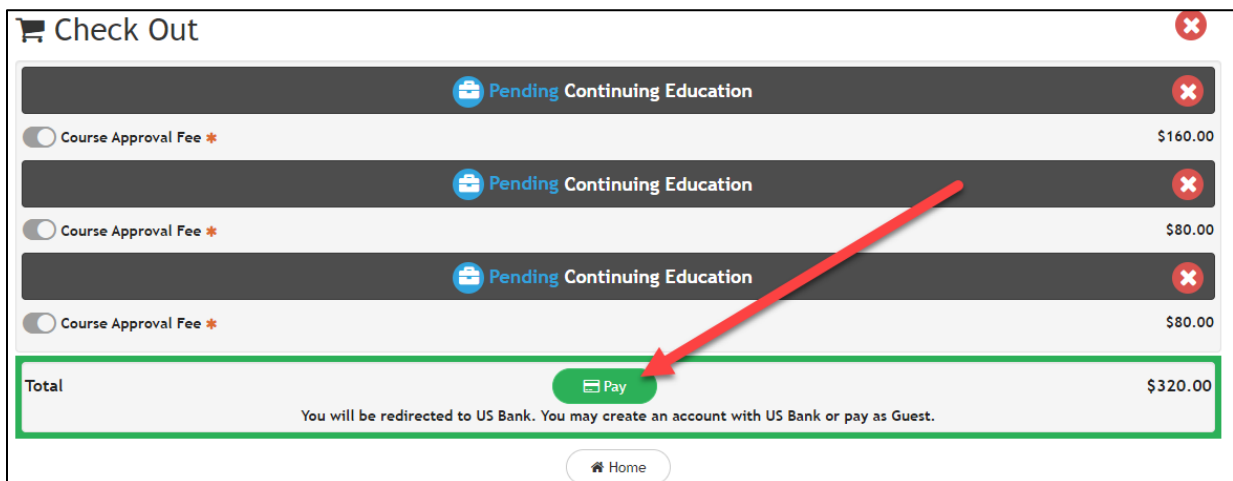 Check Out
Pending Continuing Education
Course Approval Fee * $160.00
Pending Continuing Education
Course Approval Fee * $80.00
Pending Continuing Education
Course Approval Fee * $80.00
Total Pay $320.00
You will be redirected to US Bank. You may create an account with US Bank or pay as Guest.
Home